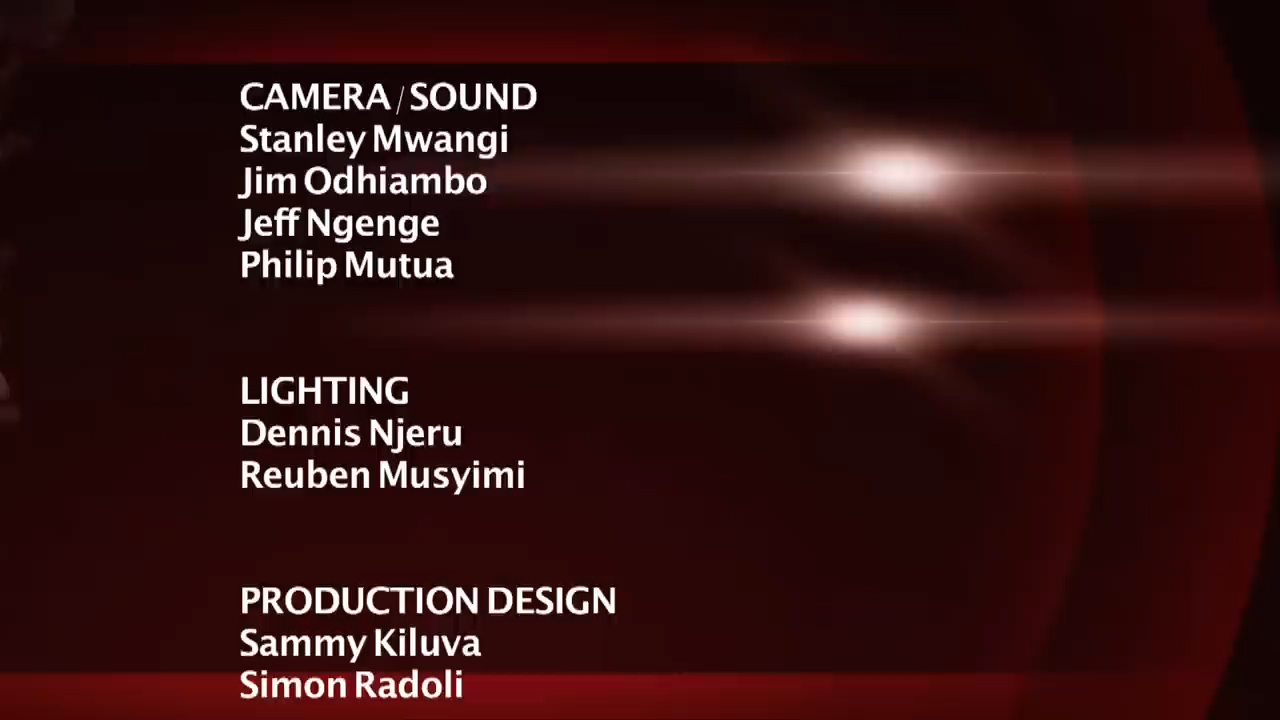 CAMERA/SOUND
Stanley Mwangi
Jim Odhiambo
Jeff Ngenge
Philip Mutua
LIGHTING
Dennis Njeru
Reuben Musyimi
PRODUCTION DESIGN
Sammy Kiluva
Simon Radoli